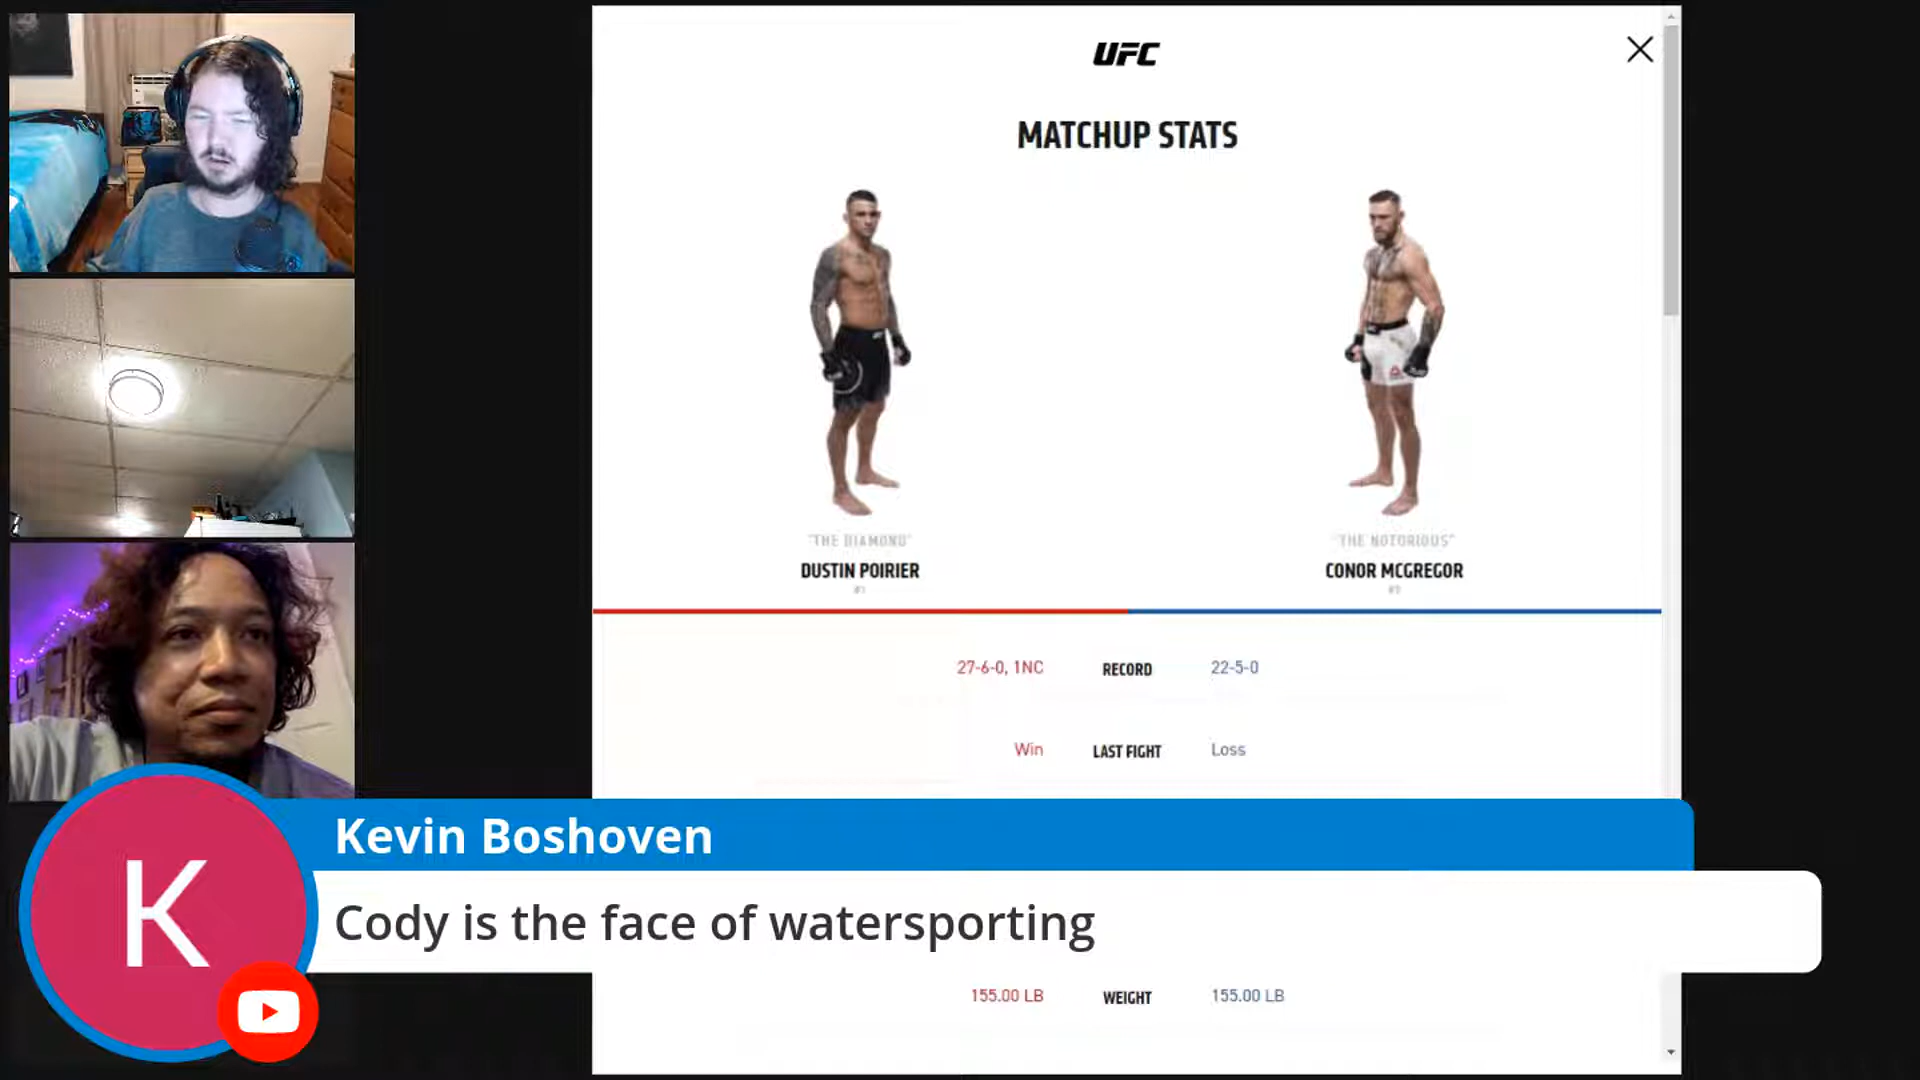 UFC
MATCHUP STATS
"THE DIAMOND"
"THE NOTORIOUS"
DUSTIN POIRIER
CONOR MCGREGOR
27-6-0, 1NC RECORD 22-5-0
Win LAST FIGHT Loss
K
Kevin Boshoven
Cody is the face of watersporting
155.00 LB WEIGHT 155.00 LB